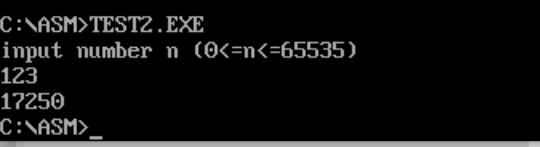 C:\ASM>TEST2.EXE
input number n (0<=n<=65535)
123
17250
C:\ASM>_